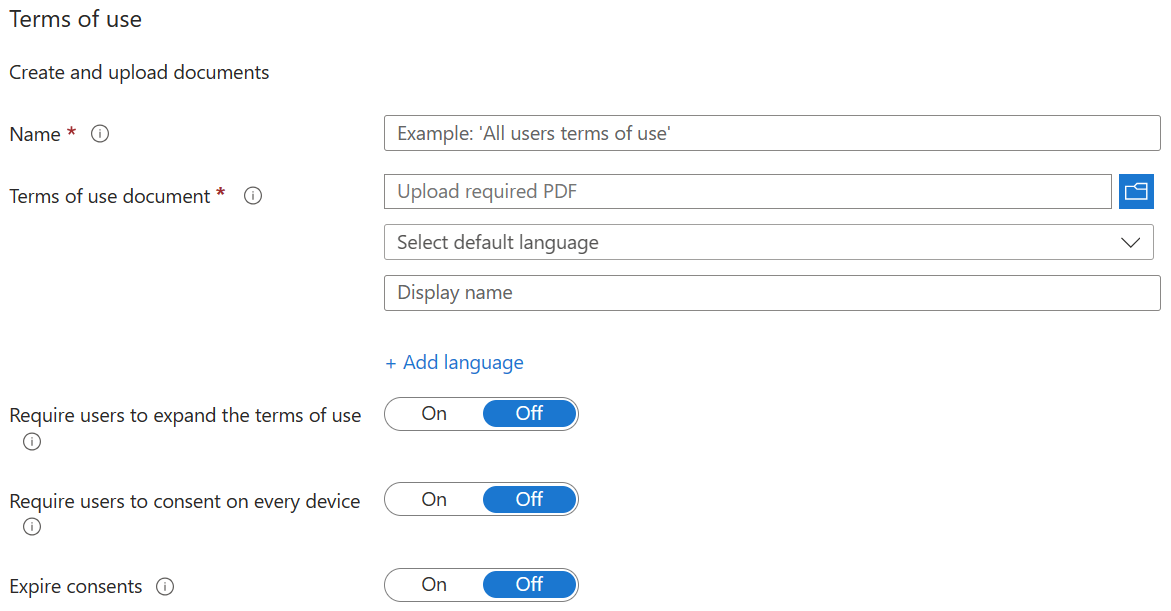 Terms of use
Create and upload documents
Name *
Example: 'All users terms of use'
Terms of use document *
Upload required PDF
Select default language
Display name
+ Add language
Require users to expand the terms of use
On Off
Require users to consent on every device
On Off
Expire consents
On Off